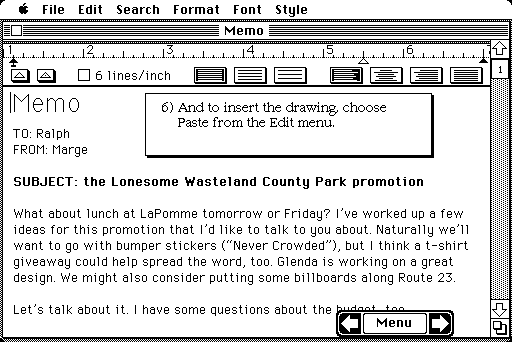 File Edit Search Format Font Style
Memo
1 2 3 4 5 6 7
6 lines/inch
1
Memo
6) And to insert the drawing, choose
Paste from the Edit menu.
TO: Ralph
FROM: Marge
SUBJECT: the Lonesome Wasteland County Park promotion
What about lunch at LaPomme tomorrow or Friday? I've worked up a few
ideas for this promotion that I'd like to talk to you about. Naturally we'll
want to go with bumper stickers ("Never Crowded"), but I think a t-shirt
giveaway could help spread the word, too. Glenda is working on a great
design. We might also consider putting some billboards along Route 23.
Let's talk about it. I have some questions about the budget, too.
Menu